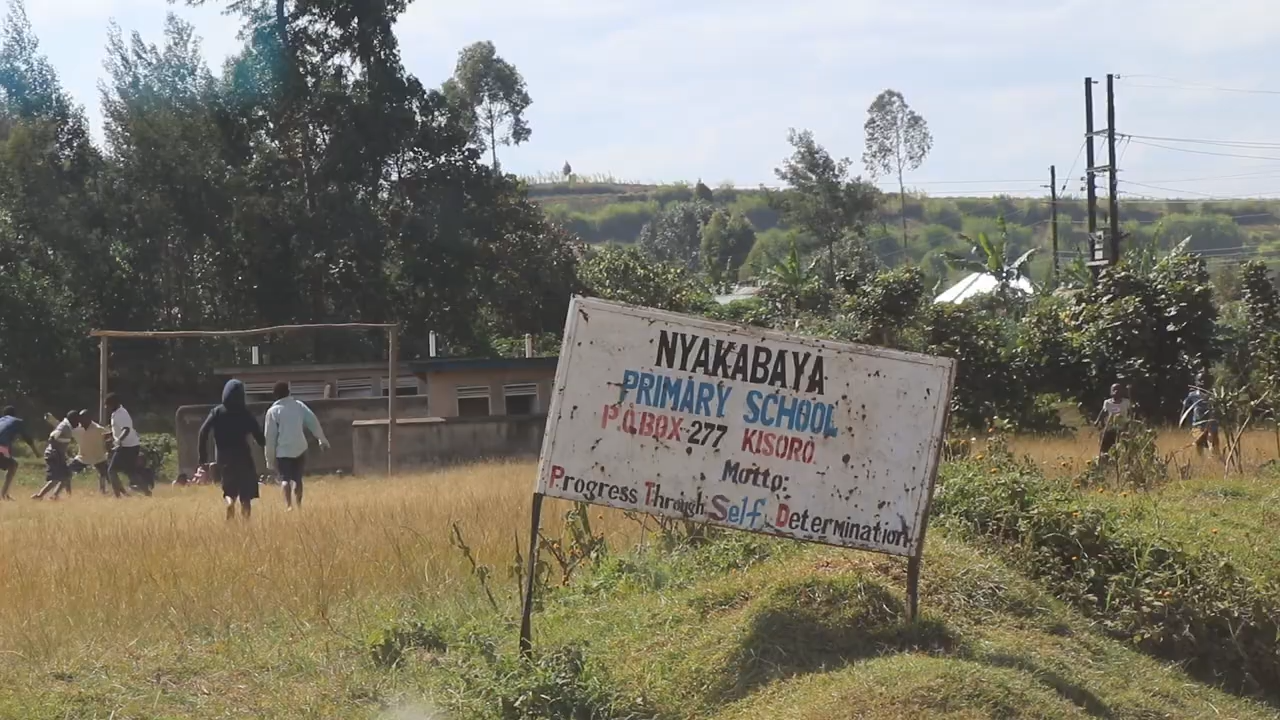 NYAKABAYA
PRIMARY SCHOOL
P.O.BOX-277 KISORO
Motto:
Progress Through Self Determination